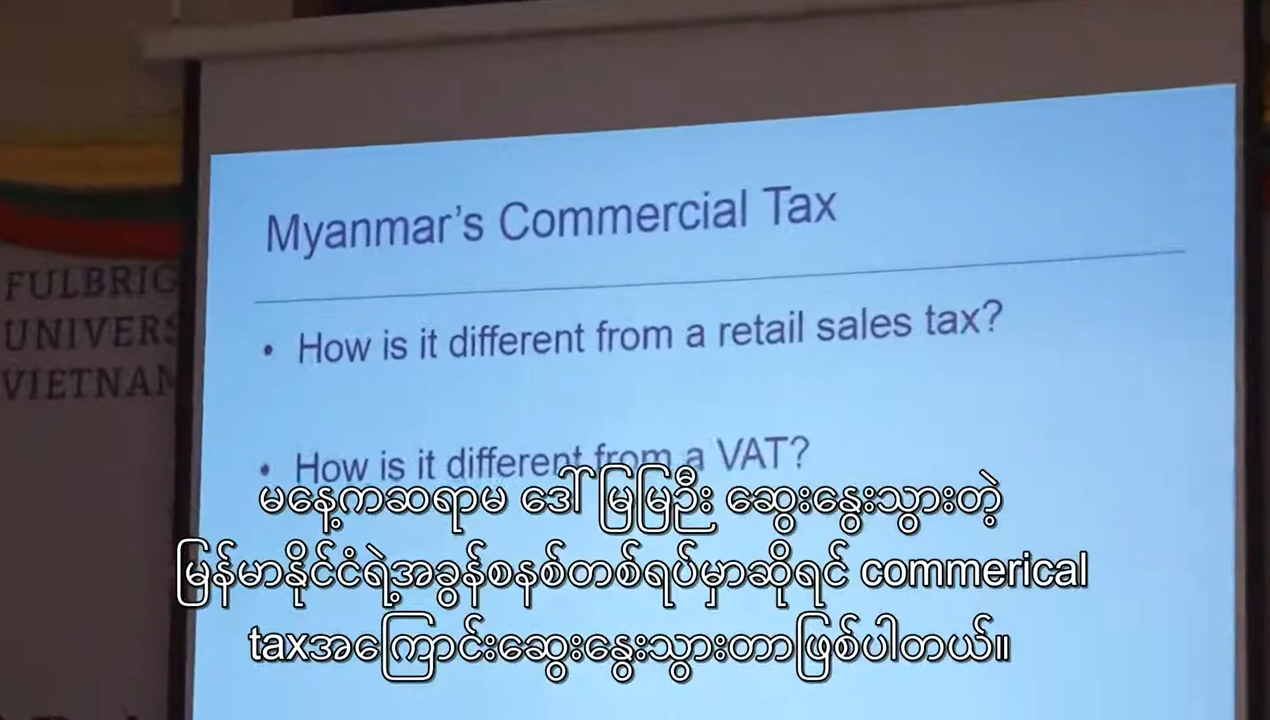 Myanmar's Commercial Tax
• How is it different from a retail sales tax?
• How is it different from a VAT?
FULBRIG
UNIVERS
VIETNAM
မနေ့ကဆရာမ ဒေါ်မြမြဦး ဆွေးနွေးသွားတဲ့
မြန်မာနိုင်ငံရဲ့အခွန်စနစ်တစ်ရပ်မှာဆိုရင် commerical
taxအကြောင်းဆွေးနွေးသွားတာဖြစ်ပါတယ်။